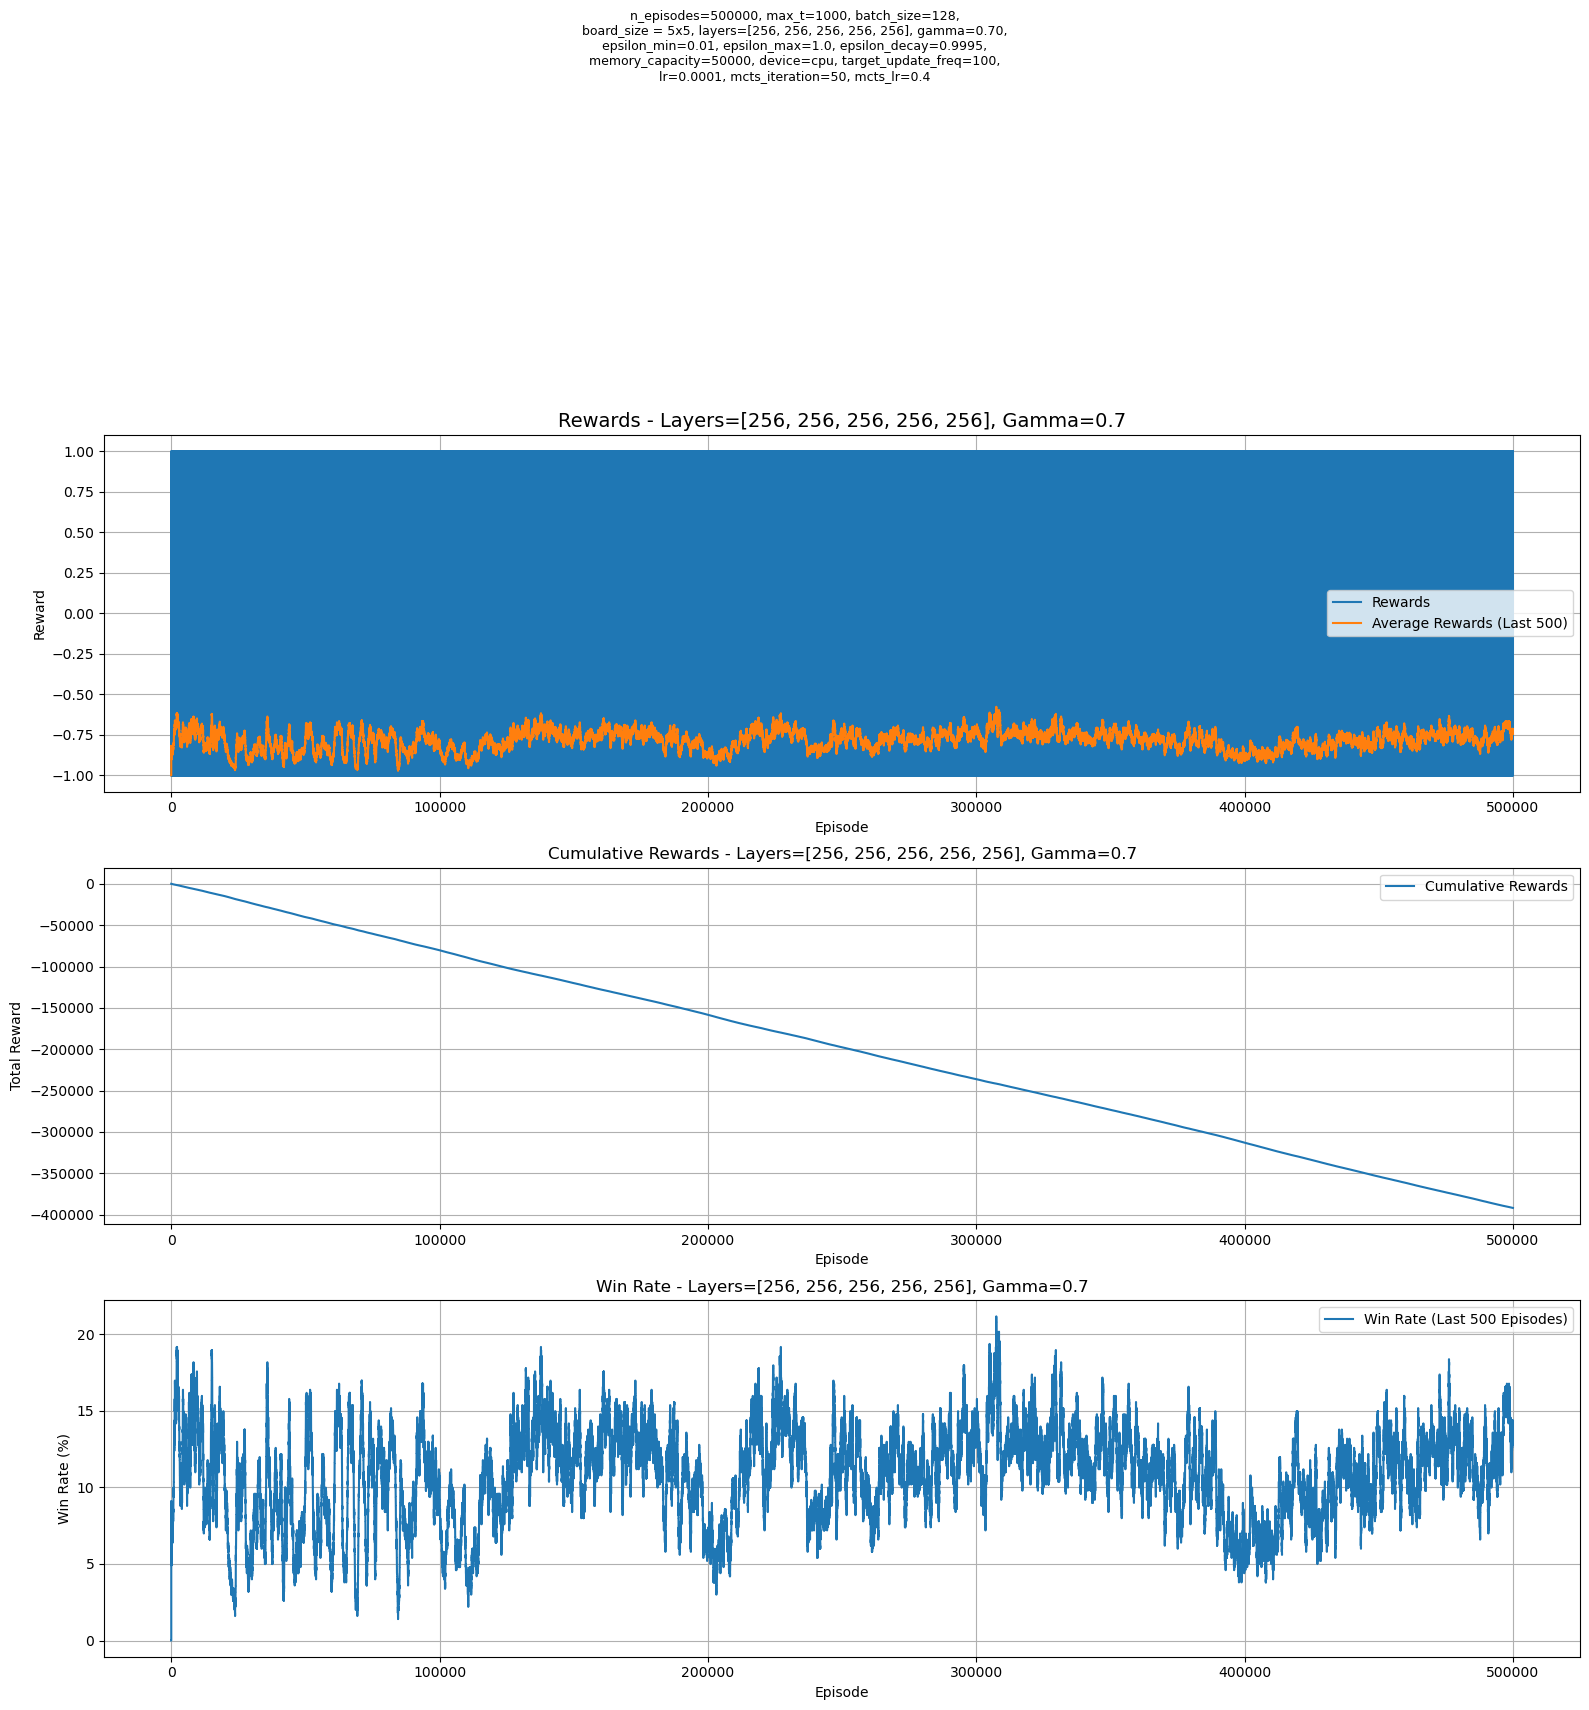 n_episodes=500000, max_t=1000, batch_size=128,
board_size = 5x5, layers=[256, 256, 256, 256, 256], gamma=0.70,
epsilon_min=0.01, epsilon_max=1.0, epsilon_decay=0.9995,
memory_capacity=50000, device=cpu, target_update_freq=100,
lr=0.0001, mcts_iteration=50, mcts_lr=0.4
Rewards - Layers=[256, 256, 256, 256, 256], Gamma=0.7
1.00
0.75
0.50
0.25
0.00
−0.25
−0.50
−0.75
−1.00
Reward
Rewards
Average Rewards (Last 500)
0 100000 200000 300000 400000 500000
Episode
Cumulative Rewards - Layers=[256, 256, 256, 256, 256], Gamma=0.7
0
−50000
−100000
−150000
−200000
−250000
−300000
−350000
−400000
Total Reward
Cumulative Rewards
0 100000 200000 300000 400000 500000
Episode
Win Rate - Layers=[256, 256, 256, 256, 256], Gamma=0.7
20
15
10
5
0
Win Rate (%)
Win Rate (Last 500 Episodes)
0 100000 200000 300000 400000 500000
Episode